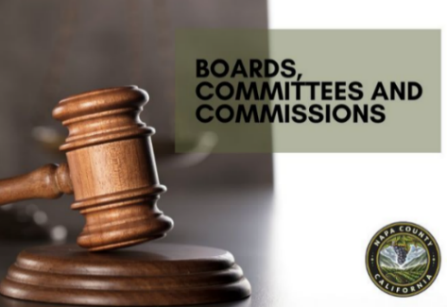 BOARDS,
COMMITTEES AND
COMMISSIONS
NAPA COUNTY
CALIFORNIA